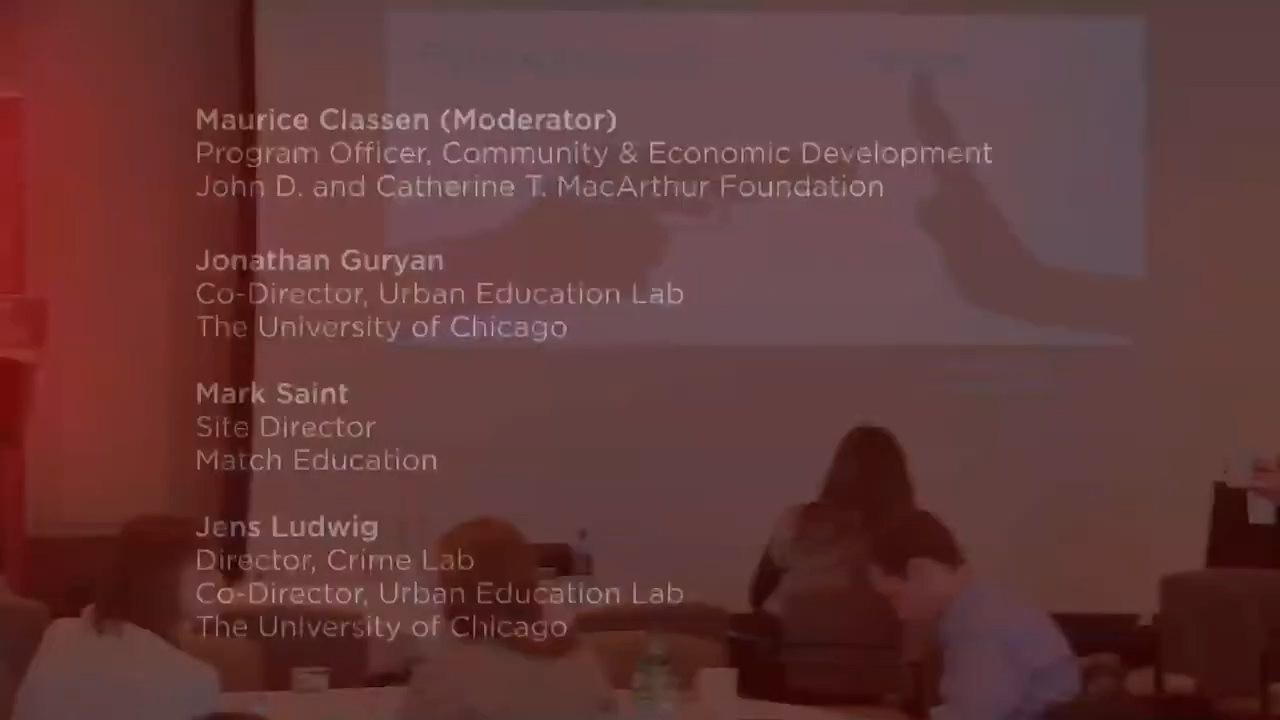 Maurice Classen (Moderator)
Program Officer, Community & Economic Development
John D. and Catherine T. MacArthur Foundation
Jonathan Guryan
Co-Director, Urban Education Lab
The University of Chicago
Mark Saint
Site Director
Match Education
Jens Ludwig
Director, Crime Lab
Co-Director, Urban Education Lab
The University of Chicago